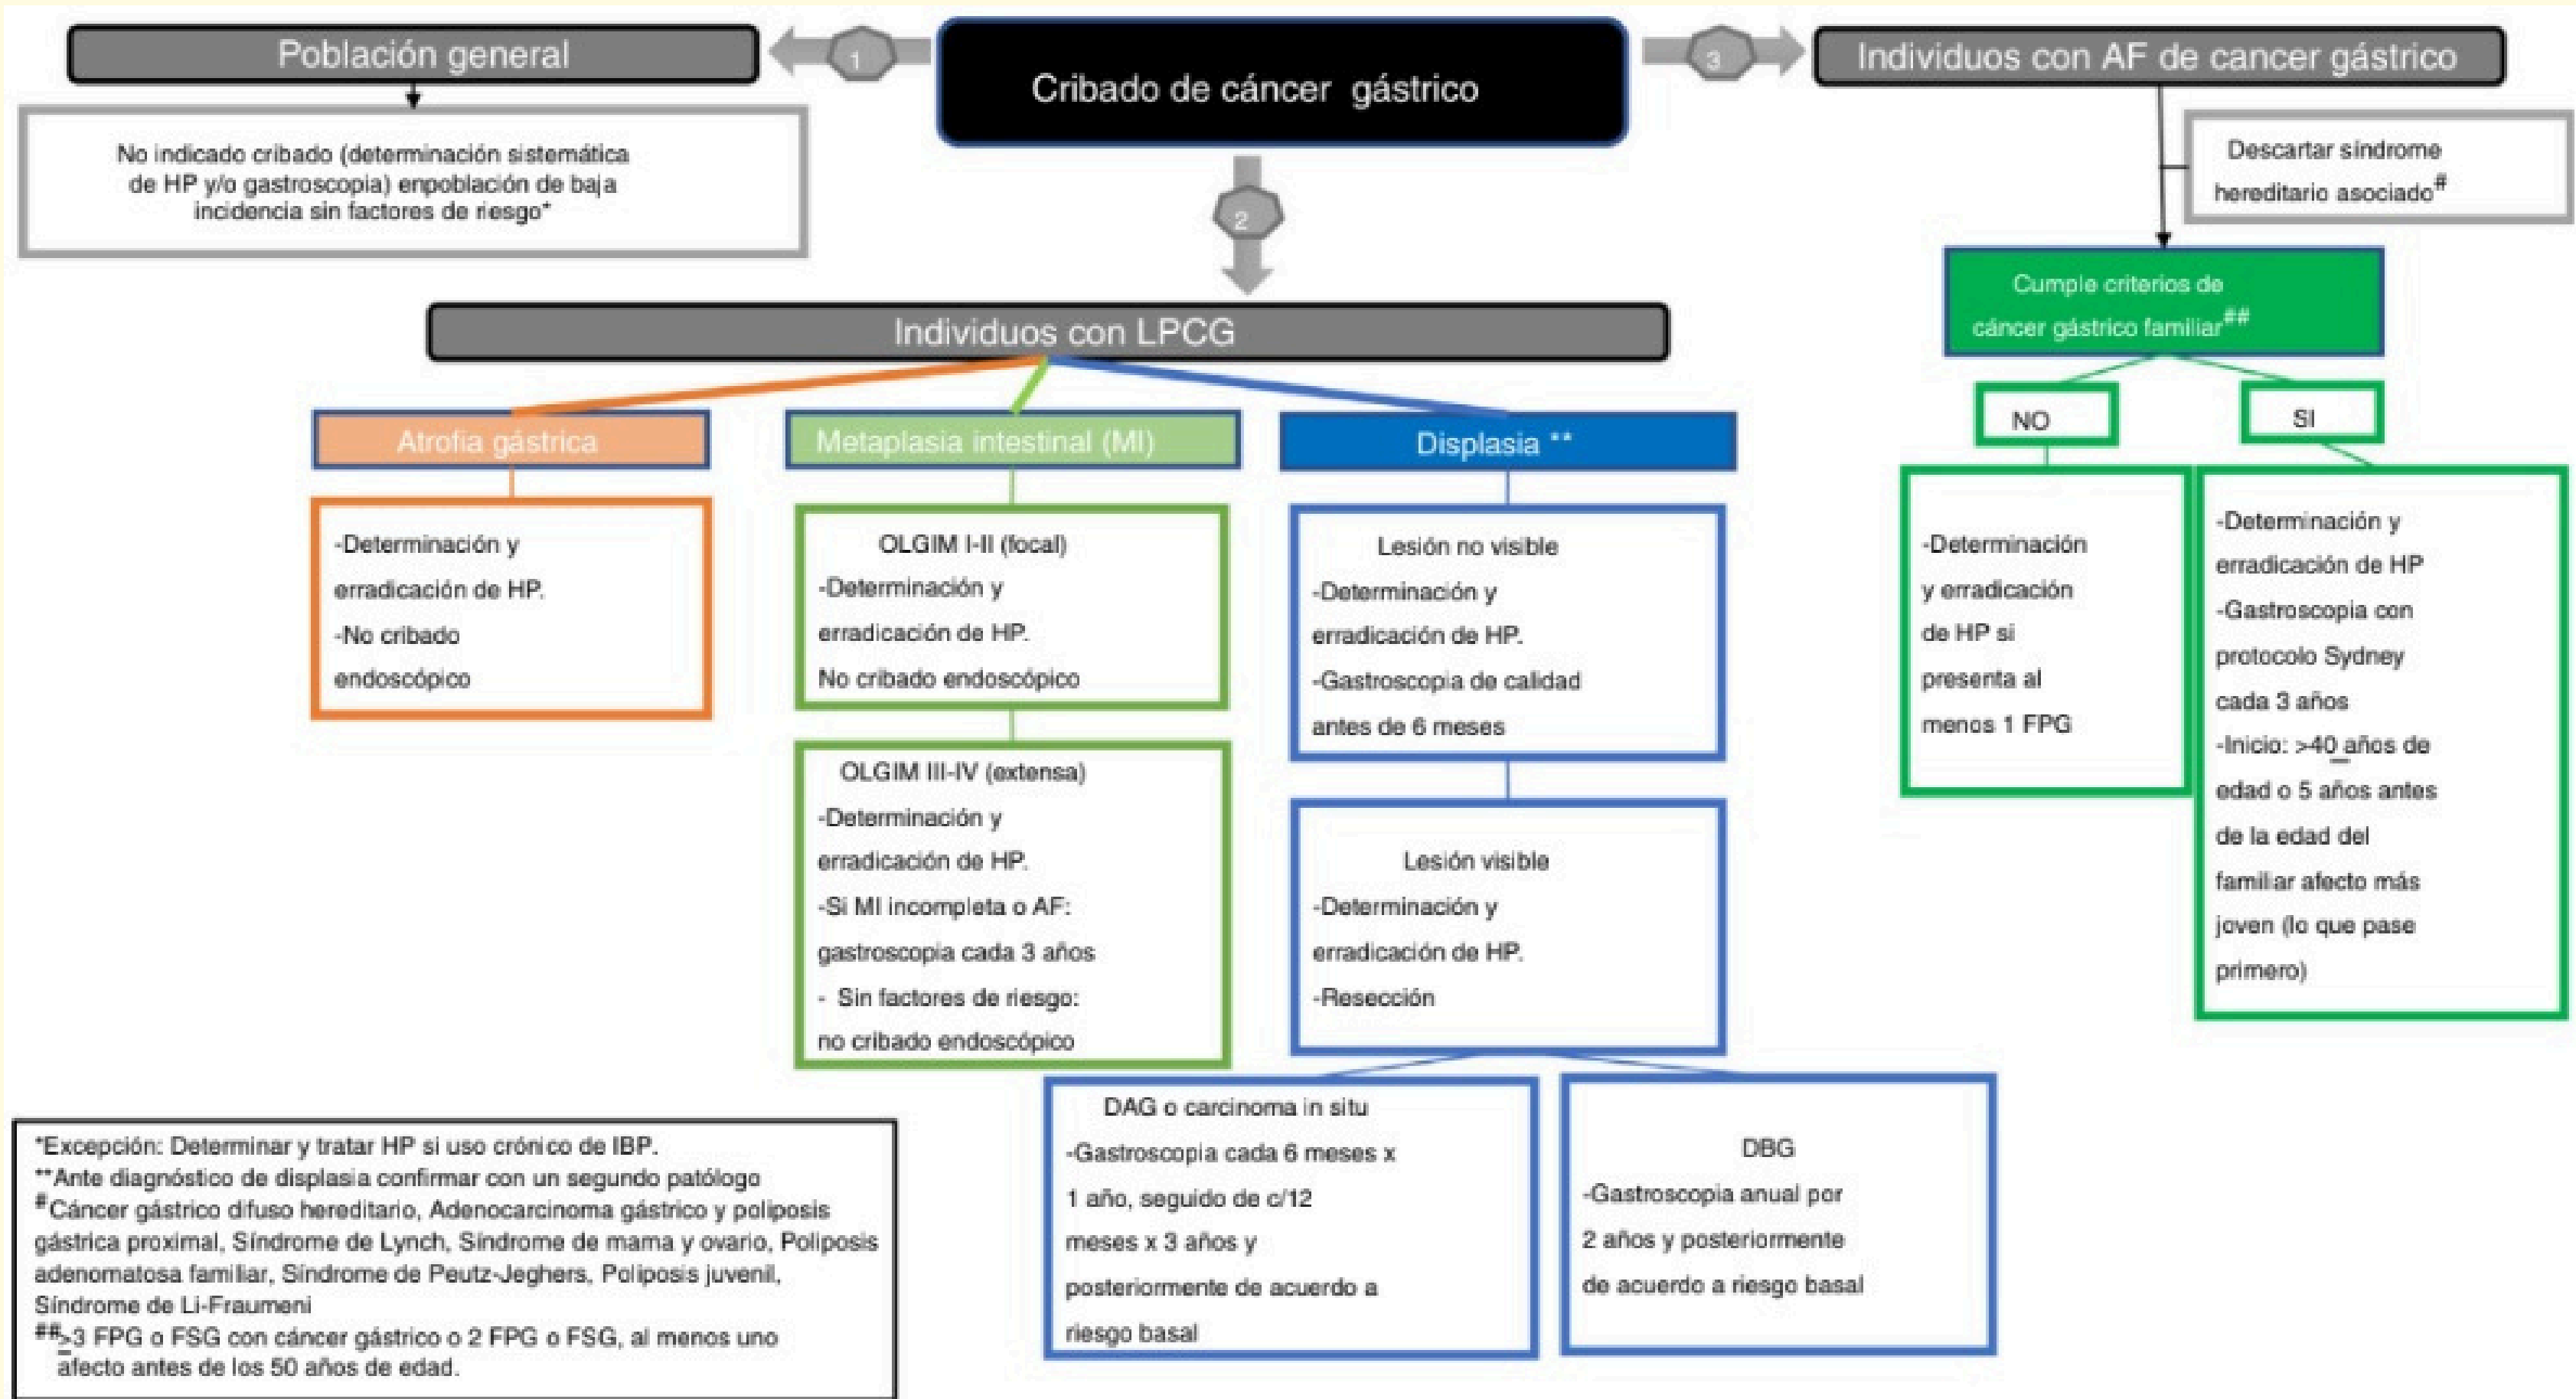 Cribado de cáncer  gástrico
1
Población general
No indicado cribado (determinación sistemática
de HP y/o gastroscopia) enpoblación de baja
incidencia sin factores de riesgo*
2
Individuos con LPCG
Atrofia gástrica
-Determinación y
erradicación de HP.
-No cribado
endoscópico
Metaplasia intestinal (MI)
OLGIM I-II (focal)
-Determinación y
erradicación de HP.
No cribado endoscópico
OLGIM III-IV (extensa)
-Determinación y
erradicación de HP.
-Si MI incompleta o AF:
gastroscopia cada 3 años
- Sin factores de riesgo:
no cribado endoscópico
Displasia **
Lesión no visible
-Determinación y
erradicación de HP.
-Gastroscopia de calidad
antes de 6 meses
Lesión visible
-Determinación y
erradicación de HP.
-Resección
DAG o carcinoma in situ
-Gastroscopia cada 6 meses x
1 año, seguido de c/12
meses x 3 años y
posteriormente de acuerdo a
riesgo basal
DBG
-Gastroscopia anual por
2 años y posteriormente
de acuerdo a riesgo basal
3
Individuos con AF de cancer gástrico
Descartar síndrome
hereditario asociado#
Cumple criterios de
cáncer gástrico familiar##
NO
-Determinación
y erradicación
de HP si
presenta al
menos 1 FPG
SI
-Determinación y
erradicación de HP
-Gastroscopia con
protocolo Sydney
cada 3 años
-Inicio: >40 años de
edad o 5 años antes
de la edad del
familiar afecto más
joven (lo que pase
primero)
*Excepción: Determinar y tratar HP si uso crónico de IBP.
**Ante diagnóstico de displasia confirmar con un segundo patólogo
#Cáncer gástrico difuso hereditario, Adenocarcinoma gástrico y poliposis
gástrica proximal, Síndrome de Lynch, Síndrome de mama y ovario, Poliposis
adenomatosa familiar, Síndrome de Peutz-Jeghers, Poliposis juvenil,
Síndrome de Li-Fraumeni
##>3 FPG o FSG con cáncer gástrico o 2 FPG o FSG, al menos uno
afecto antes de los 50 años de edad.